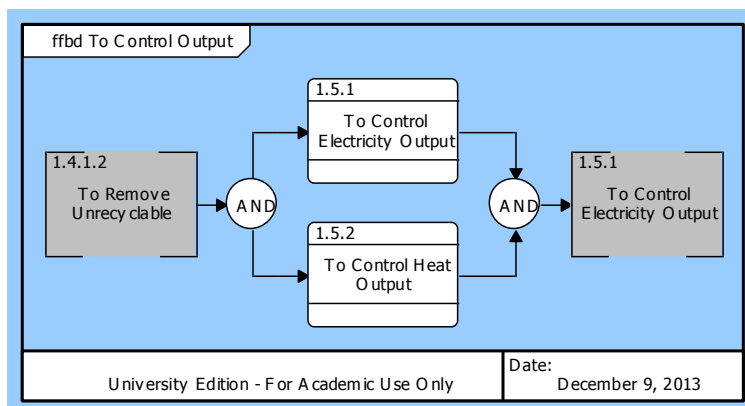 ffbd To Control Output
1.5.1
To Control
Electricity Output
1.4.1.2
To Remove
Unrecyclable
AND
1.5.2
To Control Heat
Output
AND
1.5.1
To Control
Electricity Output
University Edition - For Academic Use Only
Date:
December 9, 2013